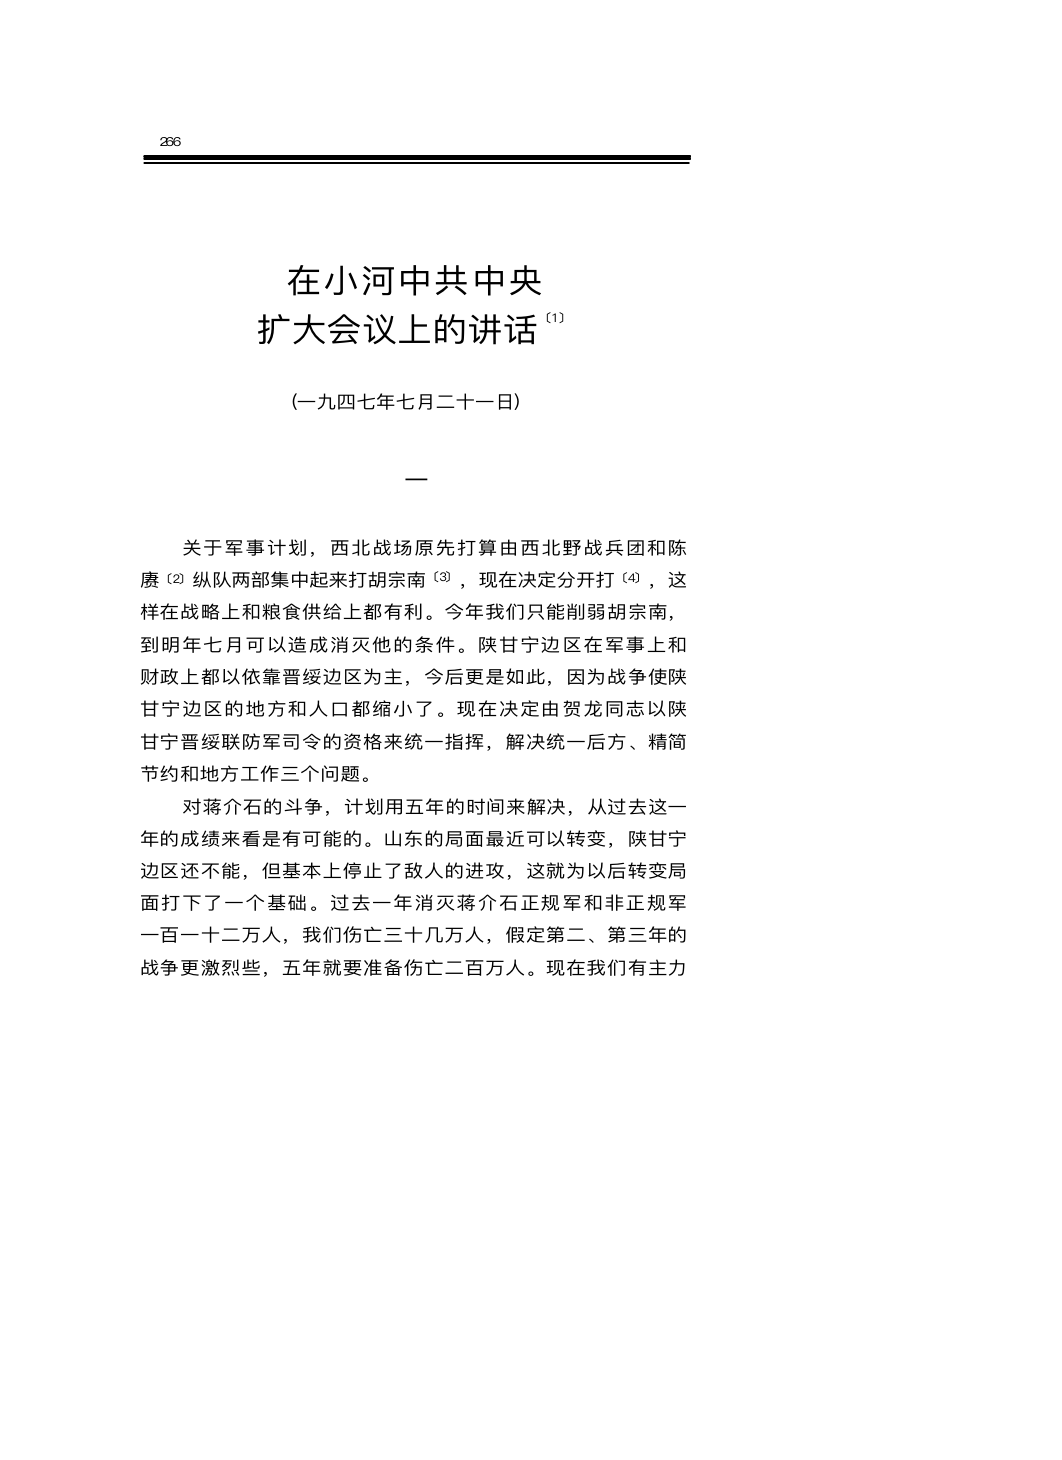 266
在小河中共中央
扩大会议上的讲话〔1〕
(一九四七年七月二十一日)
一
关于军事计划，西北战场原先打算由西北野战兵团和陈
赓〔2〕纵队两部集中起来打胡宗南〔3〕，现在决定分开打〔4〕，这
样在战略上和粮食供给上都有利。今年我们只能削弱胡宗南，
到明年七月可以造成消灭他的条件。陕甘宁边区在军事上和
财政上都以依靠晋绥边区为主，今后更是如此，因为战争使陕
甘宁边区的地方和人口都缩小了。现在决定由贺龙同志以陕
甘宁晋绥联防军司令的资格来统一指挥，解决统一后方、精简
节约和地方工作三个问题。
对蒋介石的斗争，计划用五年的时间来解决，从过去这一
年的成绩来看是有可能的。山东的局面最近可以转变，陕甘宁
边区还不能，但基本上停止了敌人的进攻，这就为以后转变局
面打下了一个基础。过去一年消灭蒋介石正规军和非正规军
一百一十二万人，我们伤亡三十几万人，假定第二、第三年的
战争更激烈些，五年就要准备伤亡二百万人。现在我们有主力